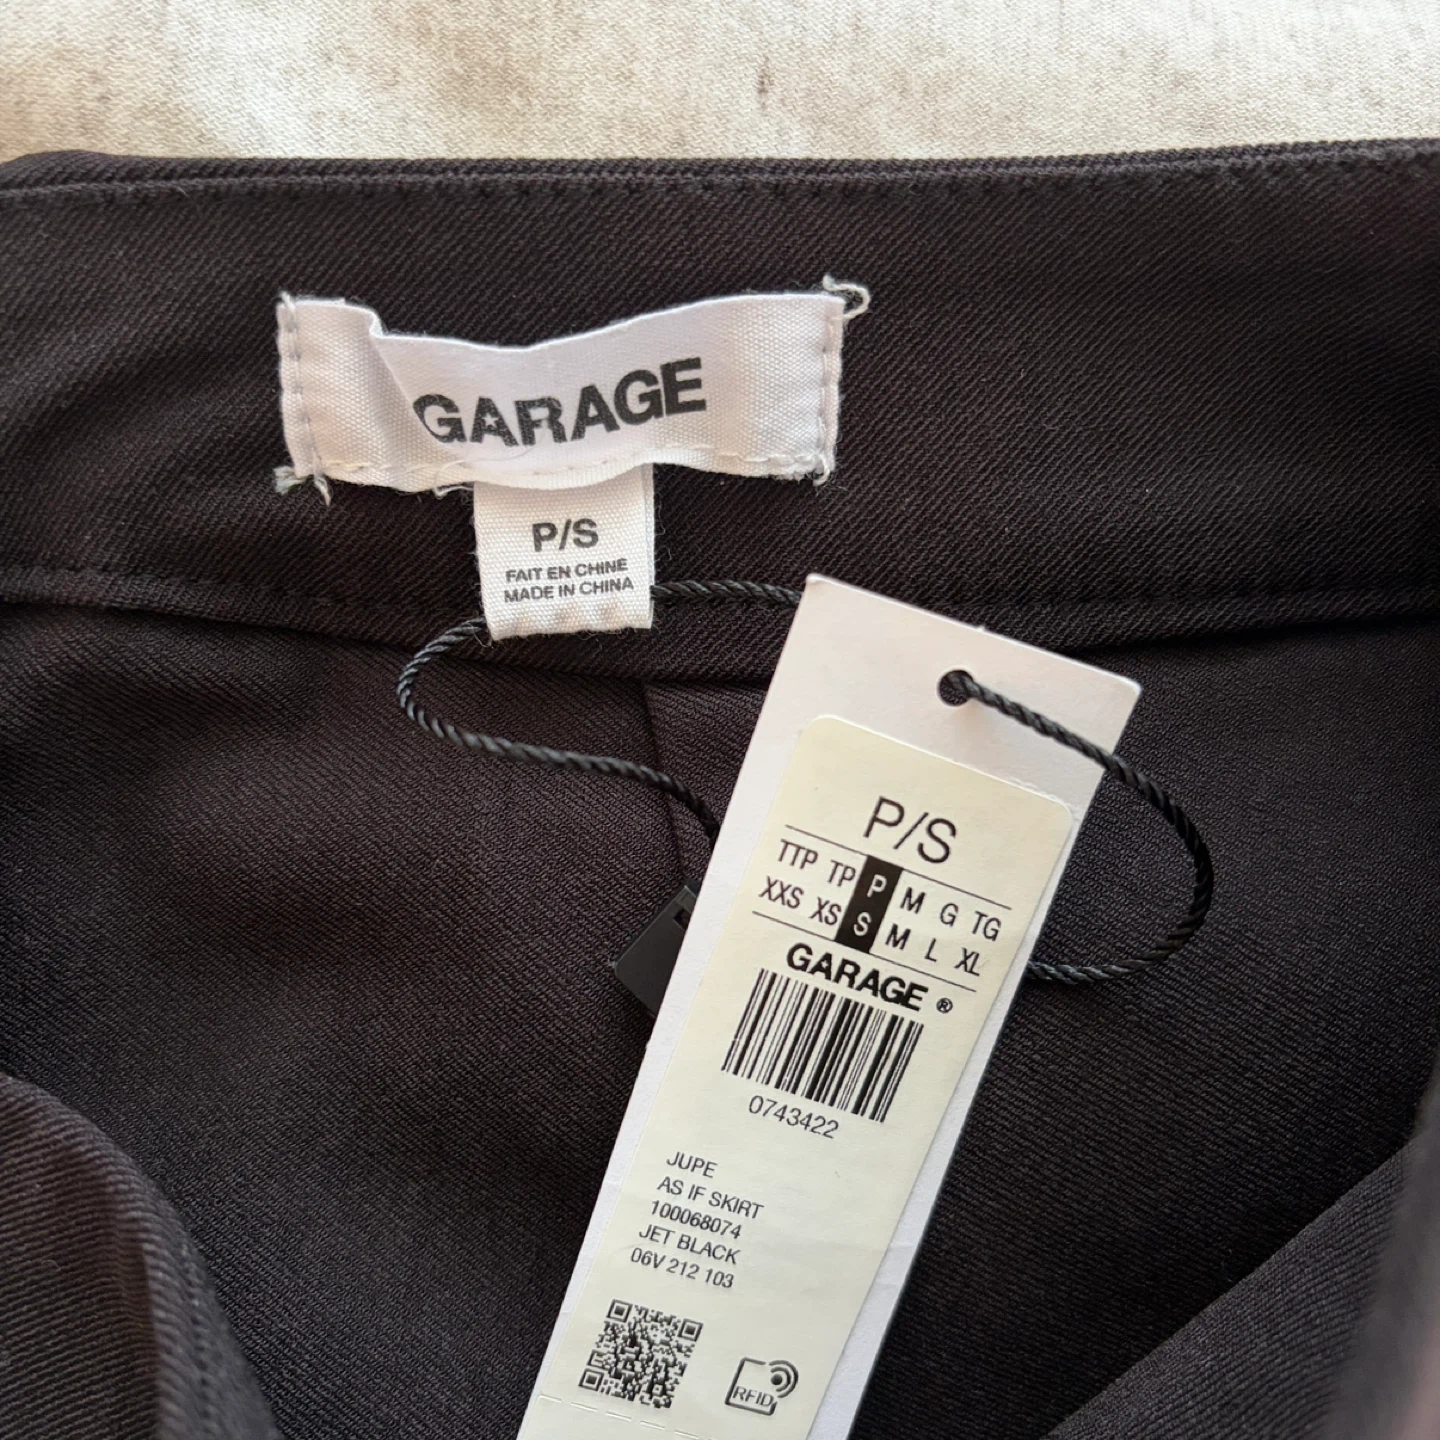 GARAGE
P/S
FAIT EN CHINE
MADE IN CHINA
P/S
TTP TP P M G TG
XXS XS S M L XL
GARAGE ®
0743422
JUPE
AS IF SKIRT
100068074
JET BLACK
06V 212 103
RFID